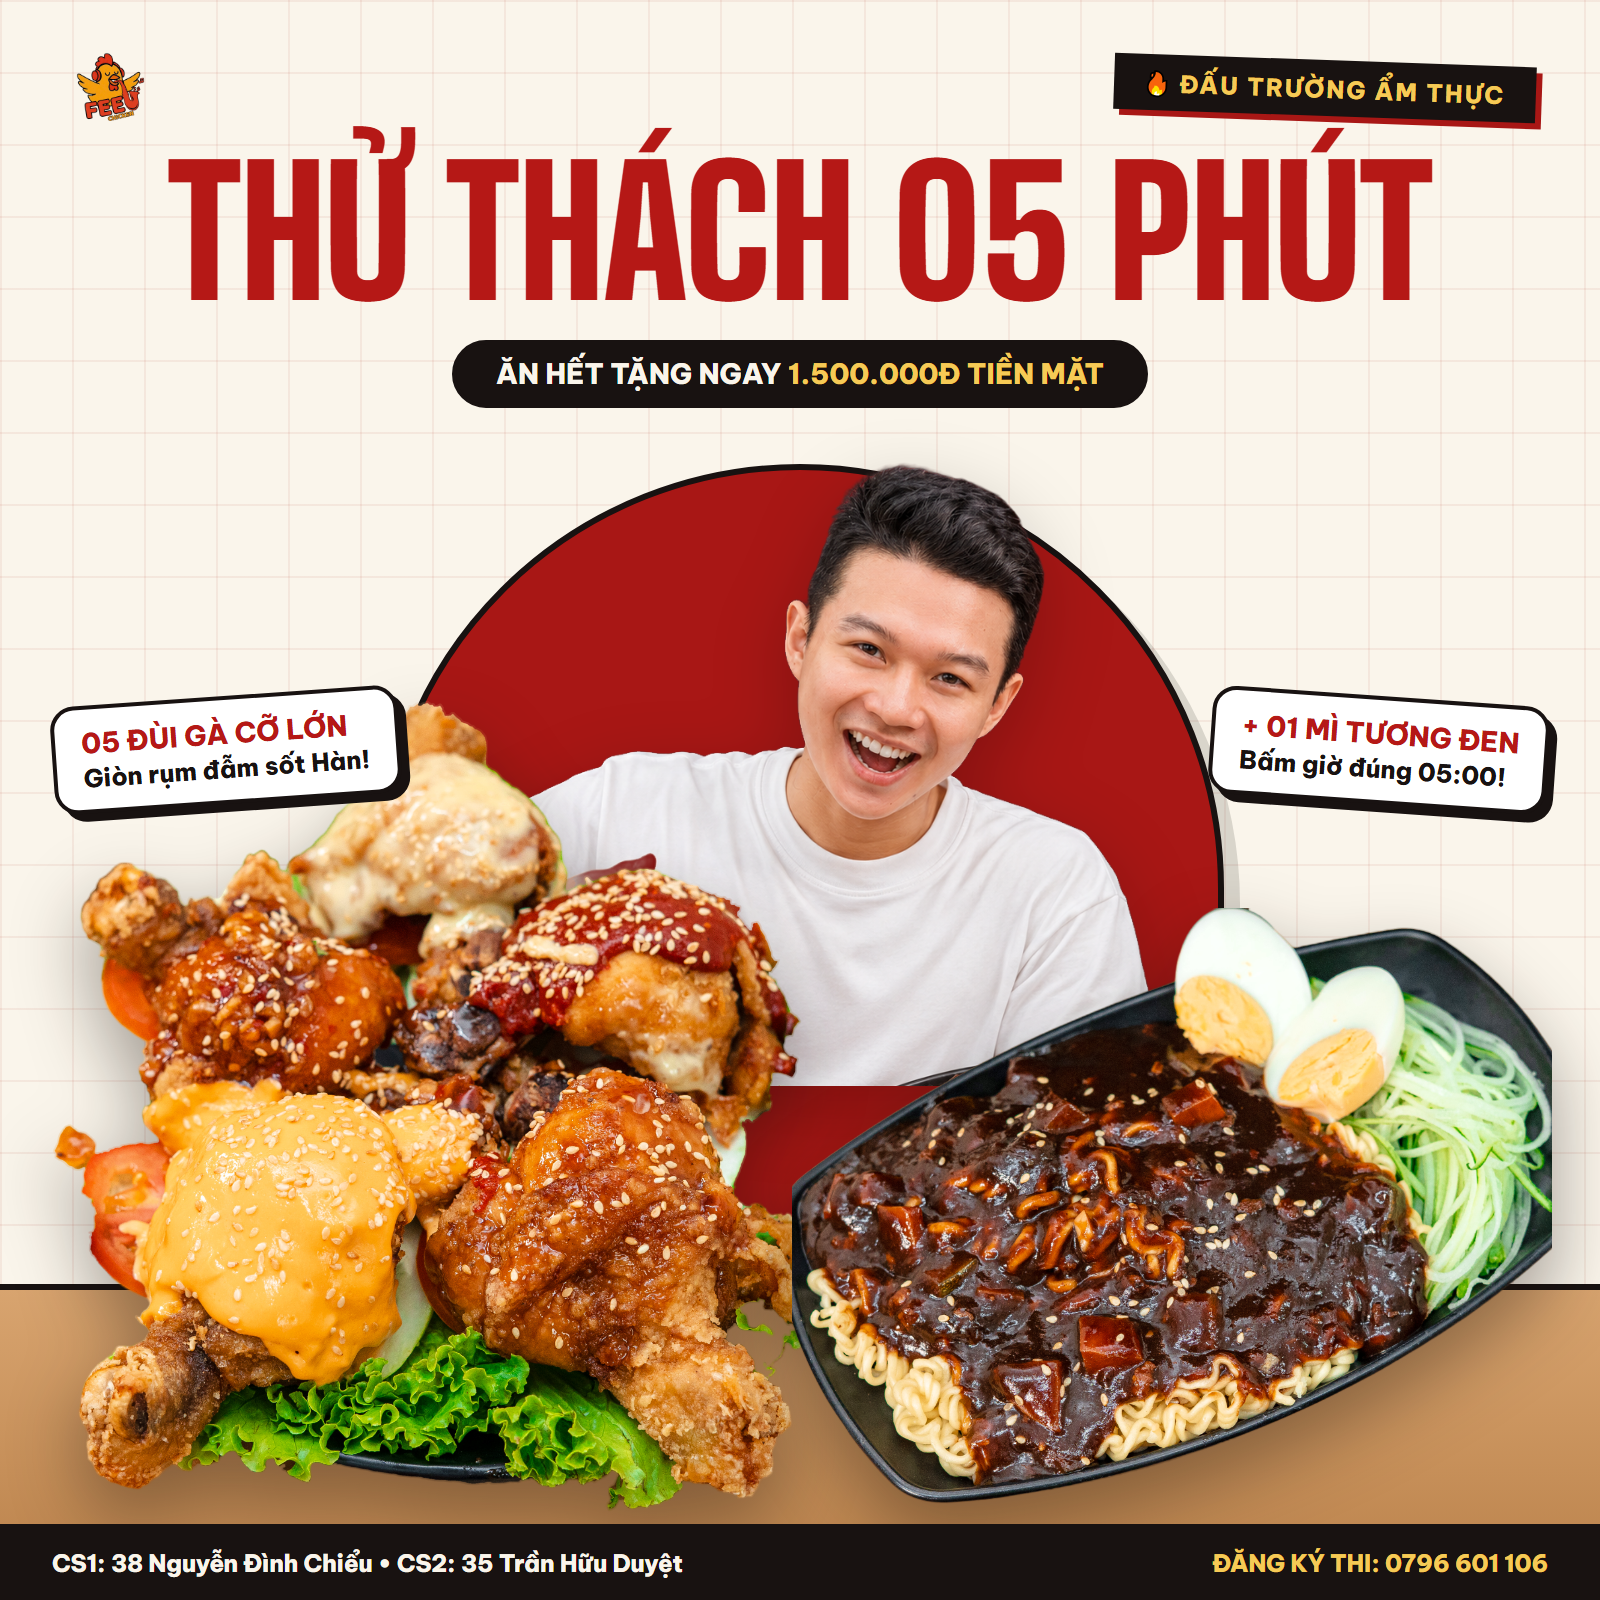 FEEU
CHICKEN
🔥 ĐẤU TRƯỜNG ẨM THỰC
THỬ THÁCH 05 PHÚT
ĂN HẾT TẶNG NGAY 1.500.000Đ TIỀN MẶT
05 ĐÙI GÀ CỠ LỚN
Giòn rụm đẫm sốt Hàn!
+ 01 MÌ TƯƠNG ĐEN
Bấm giờ đúng 05:00!
CS1: 38 Nguyễn Đình Chiểu • CS2: 35 Trần Hữu Duyệt
ĐĂNG KÝ THI: 0796 601 106